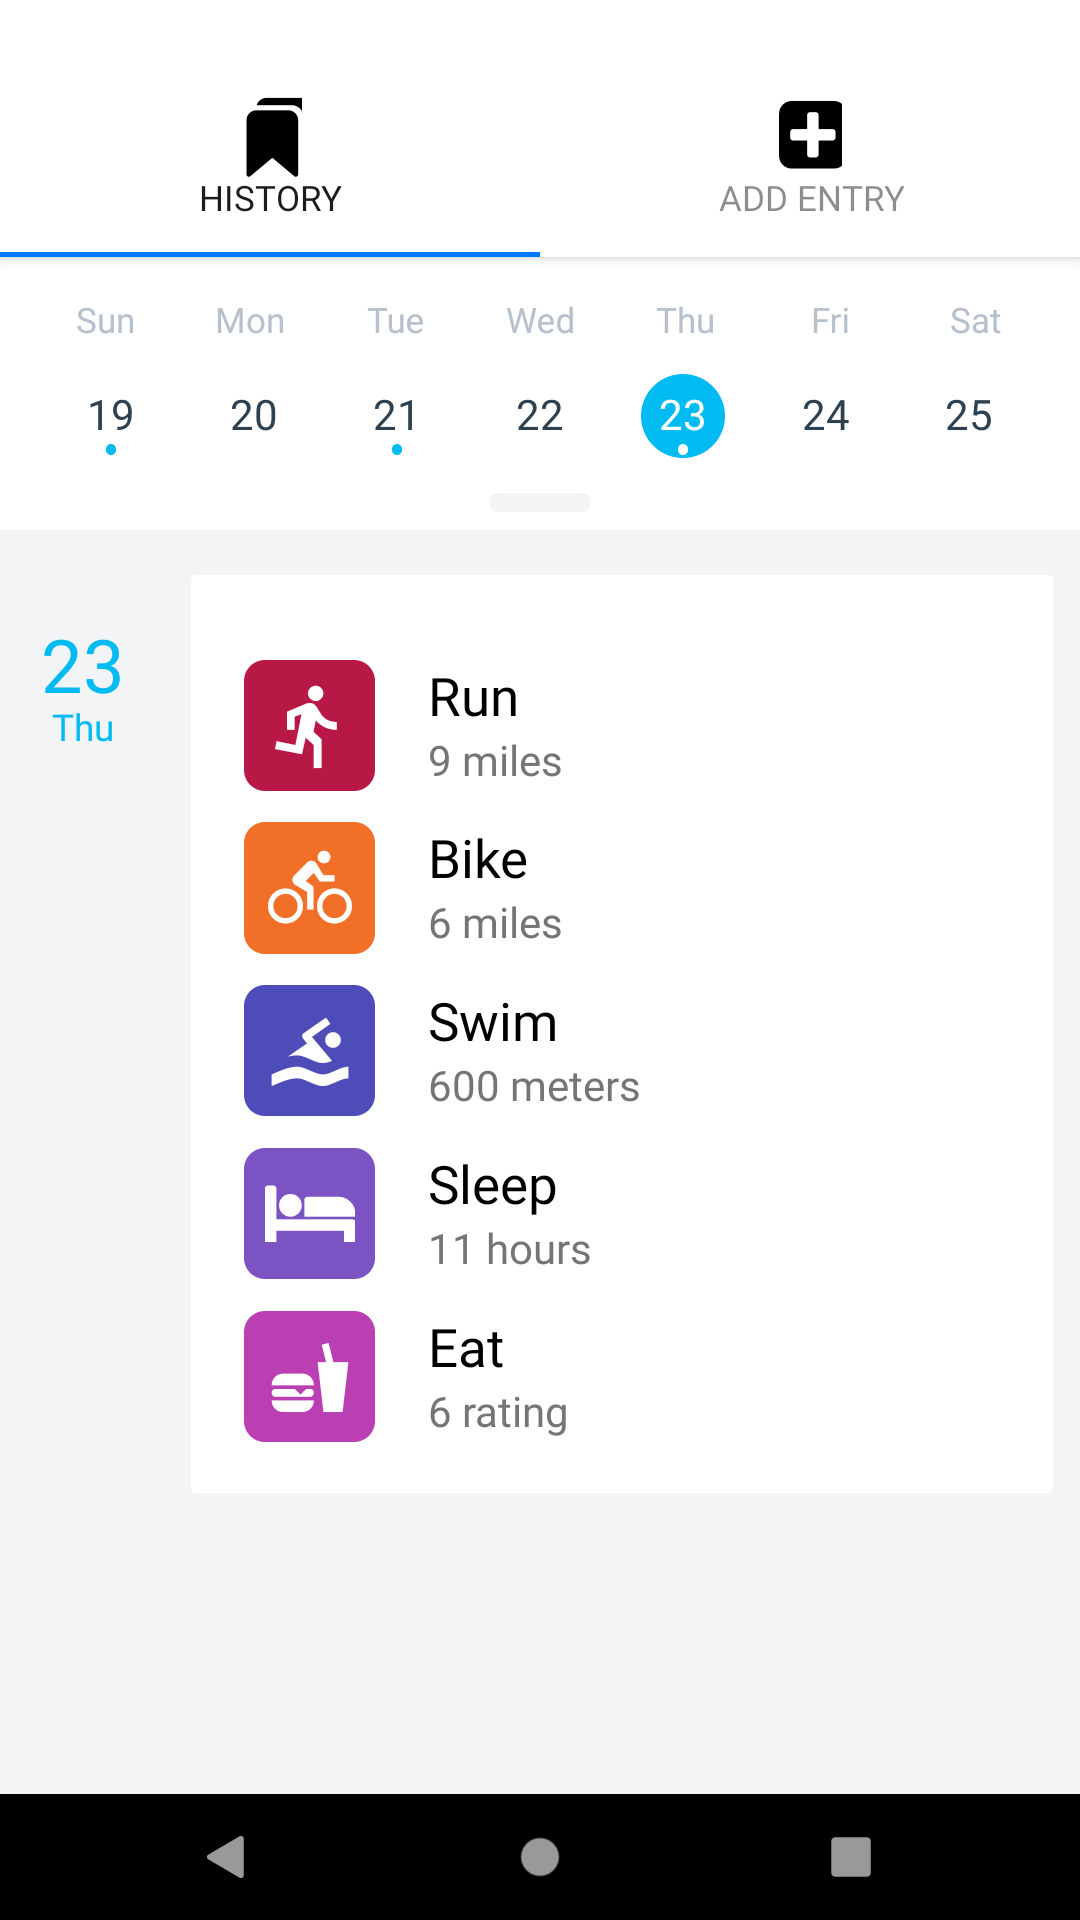 HISTORY
ADD ENTRY
Sun Mon Tue Wed Thu Fri Sat
19 20 21 22 23 24 25
23
Thu
Run
9 miles
Bike
6 miles
Swim
600 meters
Sleep
11 hours
Eat
6 rating